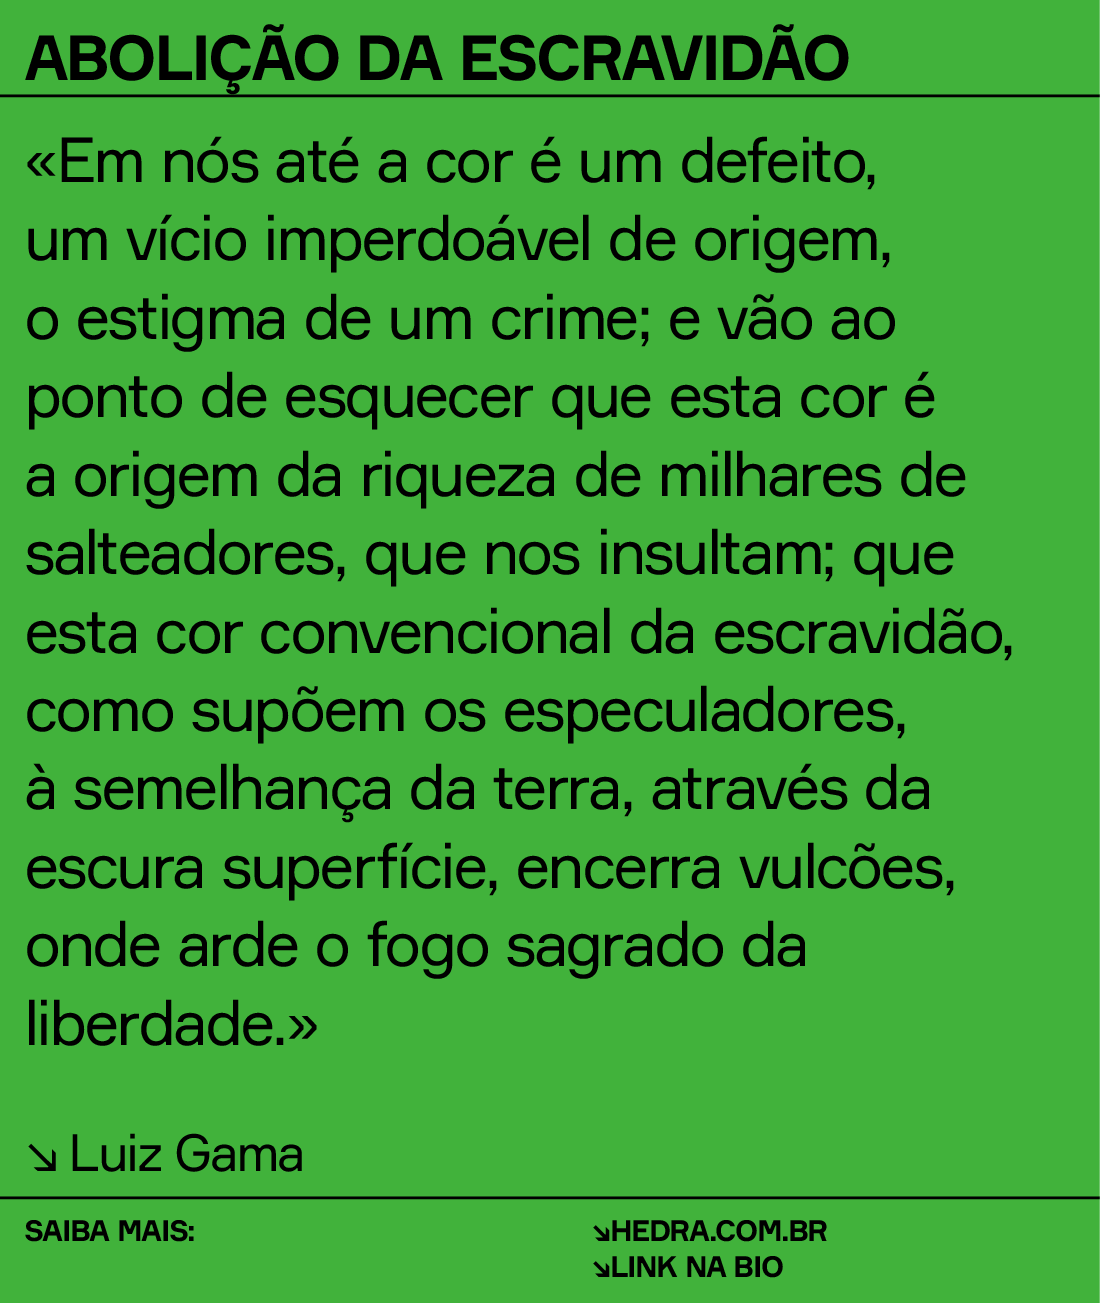 ABOLIÇÃO DA ESCRAVIDÃO
«Em nós até a cor é um defeito,
um vício imperdoável de origem,
o estigma de um crime; e vão ao
ponto de esquecer que esta cor é
a origem da riqueza de milhares de
salteadores, que nos insultam; que
esta cor convencional da escravidão,
como supõem os especuladores,
à semelhança da terra, através da
escura superfície, encerra vulcões,
onde arde o fogo sagrado da
liberdade.»
↘ Luiz Gama
SAIBA MAIS:
↘HEDRA.COM.BR
↘LINK NA BIO